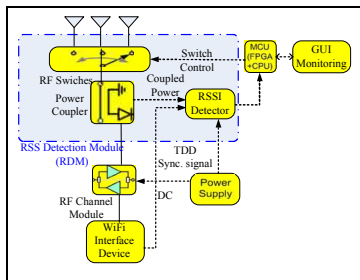 Switch
Control
MCU
(FPGA
+CPU)
GUI
Monitoring
RF Swiches
Coupled
Power
Power
Coupler
RSSI
Detector
RSS Detection Module
(RDM)
TDD
Sync. signal
RF Channel
Module
DC
Power
Supply
WiFi
Interface
Device